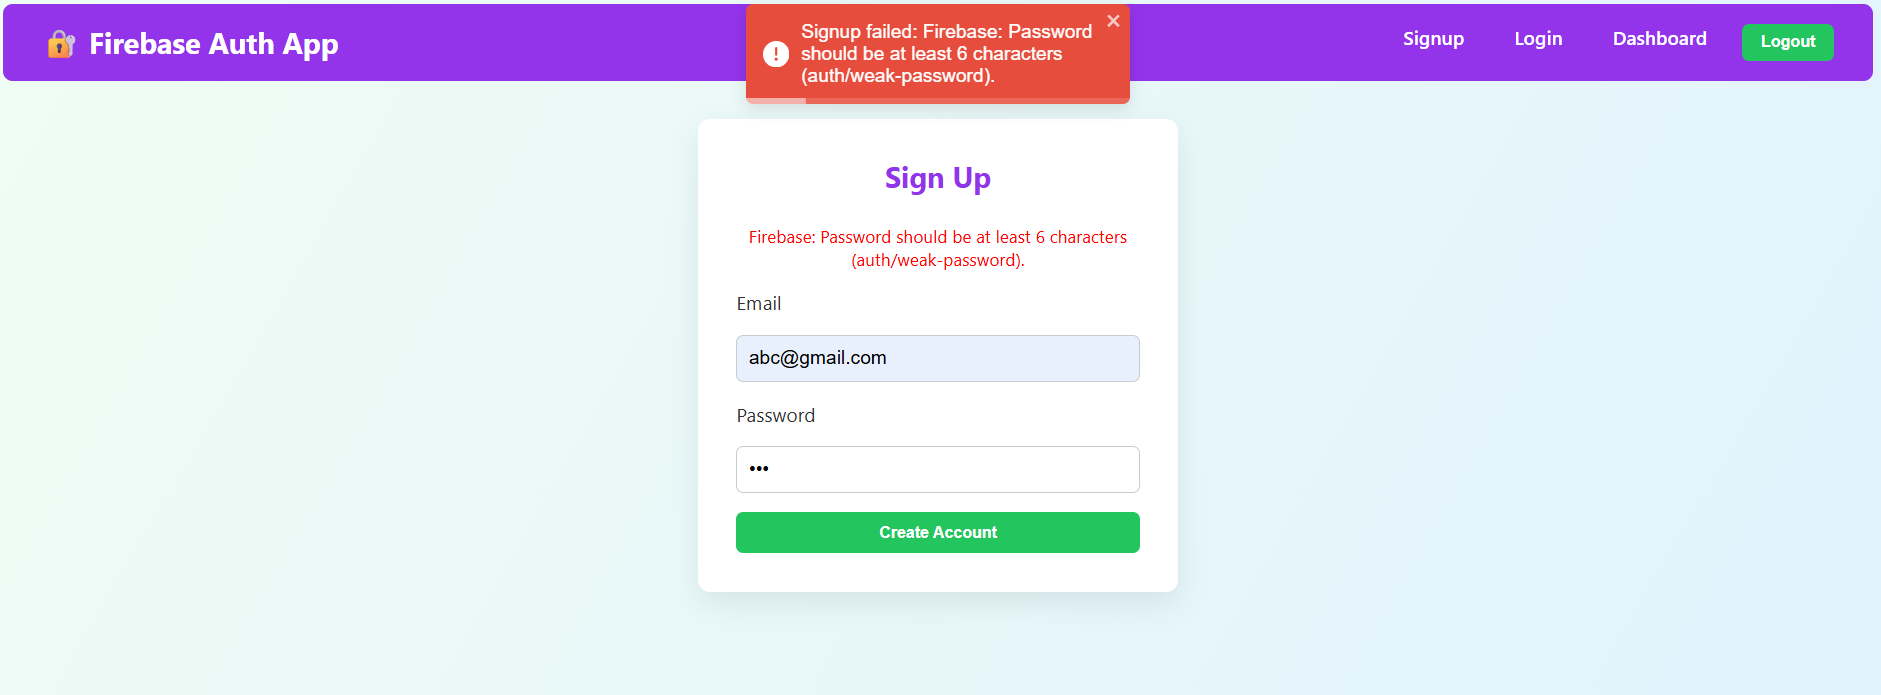 Firebase Auth App
Signup failed: Firebase: Password
should be at least 6 characters
(auth/weak-password).
Signup
Login
Dashboard
Logout
Sign Up
Firebase: Password should be at least 6 characters
(auth/weak-password).
Email
abc@gmail.com
Password
•••
Create Account